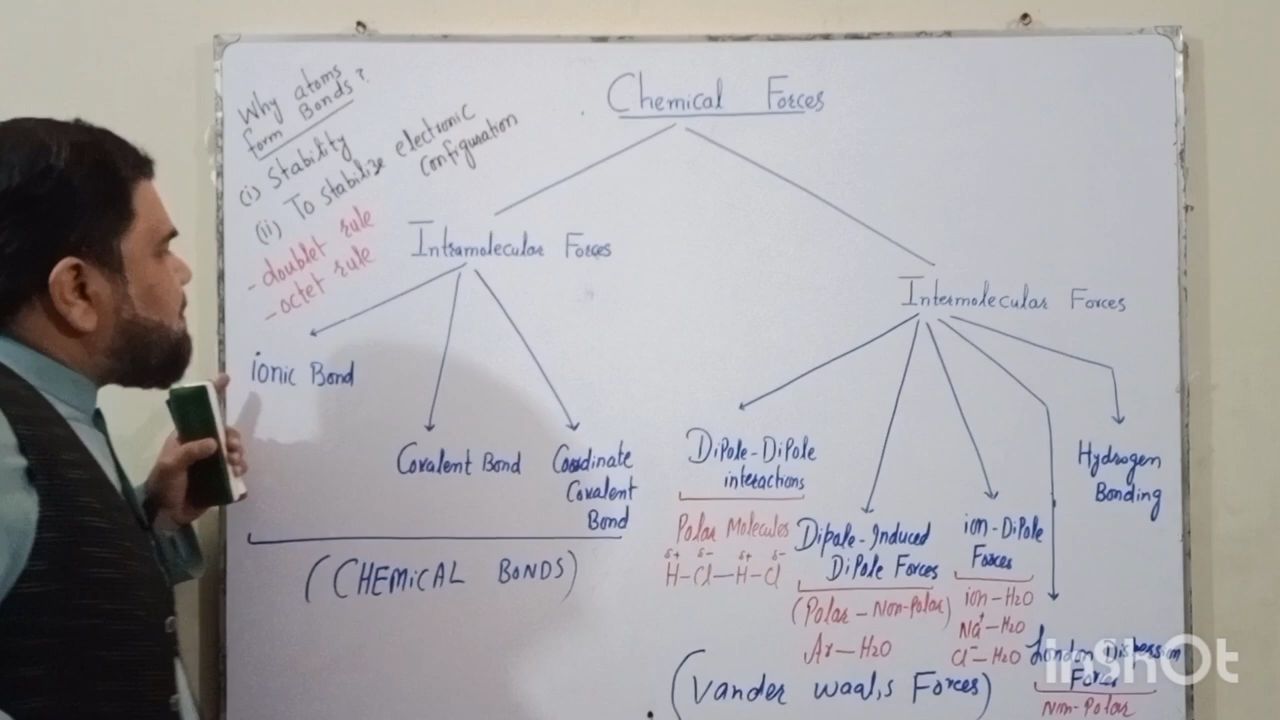 Chemical Forces
Why atoms
form Bonds?
(i) Stability
(ii) To stabilize electronic
configuration
- doublet rule
- octet rule
Intramolecular Forces
ionic Bond
Covalent Bond
Coordinate
Covalent
Bond
(CHEMICAL BONDS)
Intermolecular Forces
Dipole-Dipole
interactions
Polar Molecules
δ+ δ- δ+ δ-
H-Cl-H-Cl
Dipole-Induced
Dipole Forces
(Polar - Non-Polar)
Ar-H2O
ion-Dipole
Forces
ion-H2O
Na+-H2O
Cl--H2O
London Dispersion
Forces
Non-Polar
Hydrogen
Bonding
(Vander waal,s Forces)
InShOt